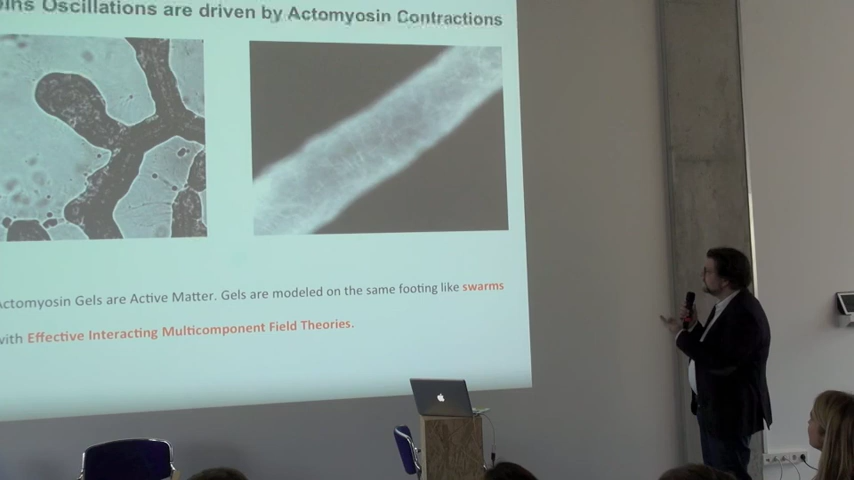 Oscillations are driven by Actomyosin Contractions
Actomyosin Gels are Active Matter. Gels are modeled on the same footing like swarms
with Effective Interacting Multicomponent Field Theories.